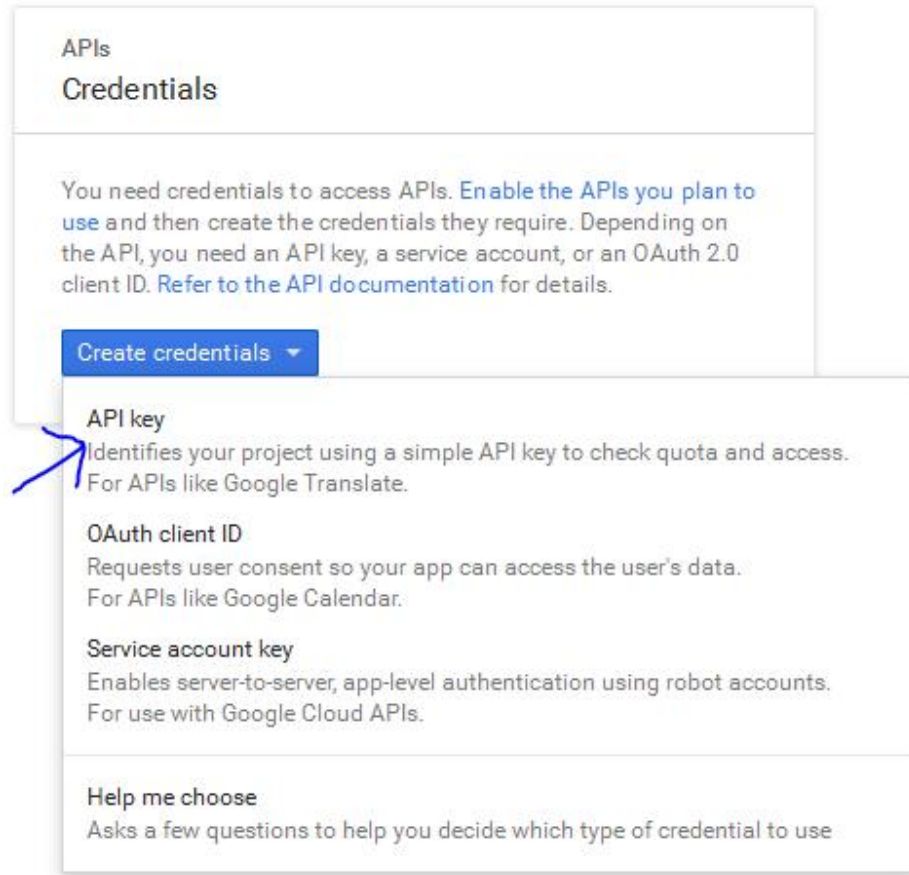 APIs
Credentials
You need credentials to access APIs. Enable the APIs you plan to
use and then create the credentials they require. Depending on
the API, you need an API key, a service account, or an OAuth 2.0
client ID. Refer to the API documentation for details.
Create credentials
API key
Identifies your project using a simple API key to check quota and access.
For APIs like Google Translate.
OAuth client ID
Requests user consent so your app can access the user's data.
For APIs like Google Calendar.
Service account key
Enables server-to-server, app-level authentication using robot accounts.
For use with Google Cloud APIs.
Help me choose
Asks a few questions to help you decide which type of credential to use